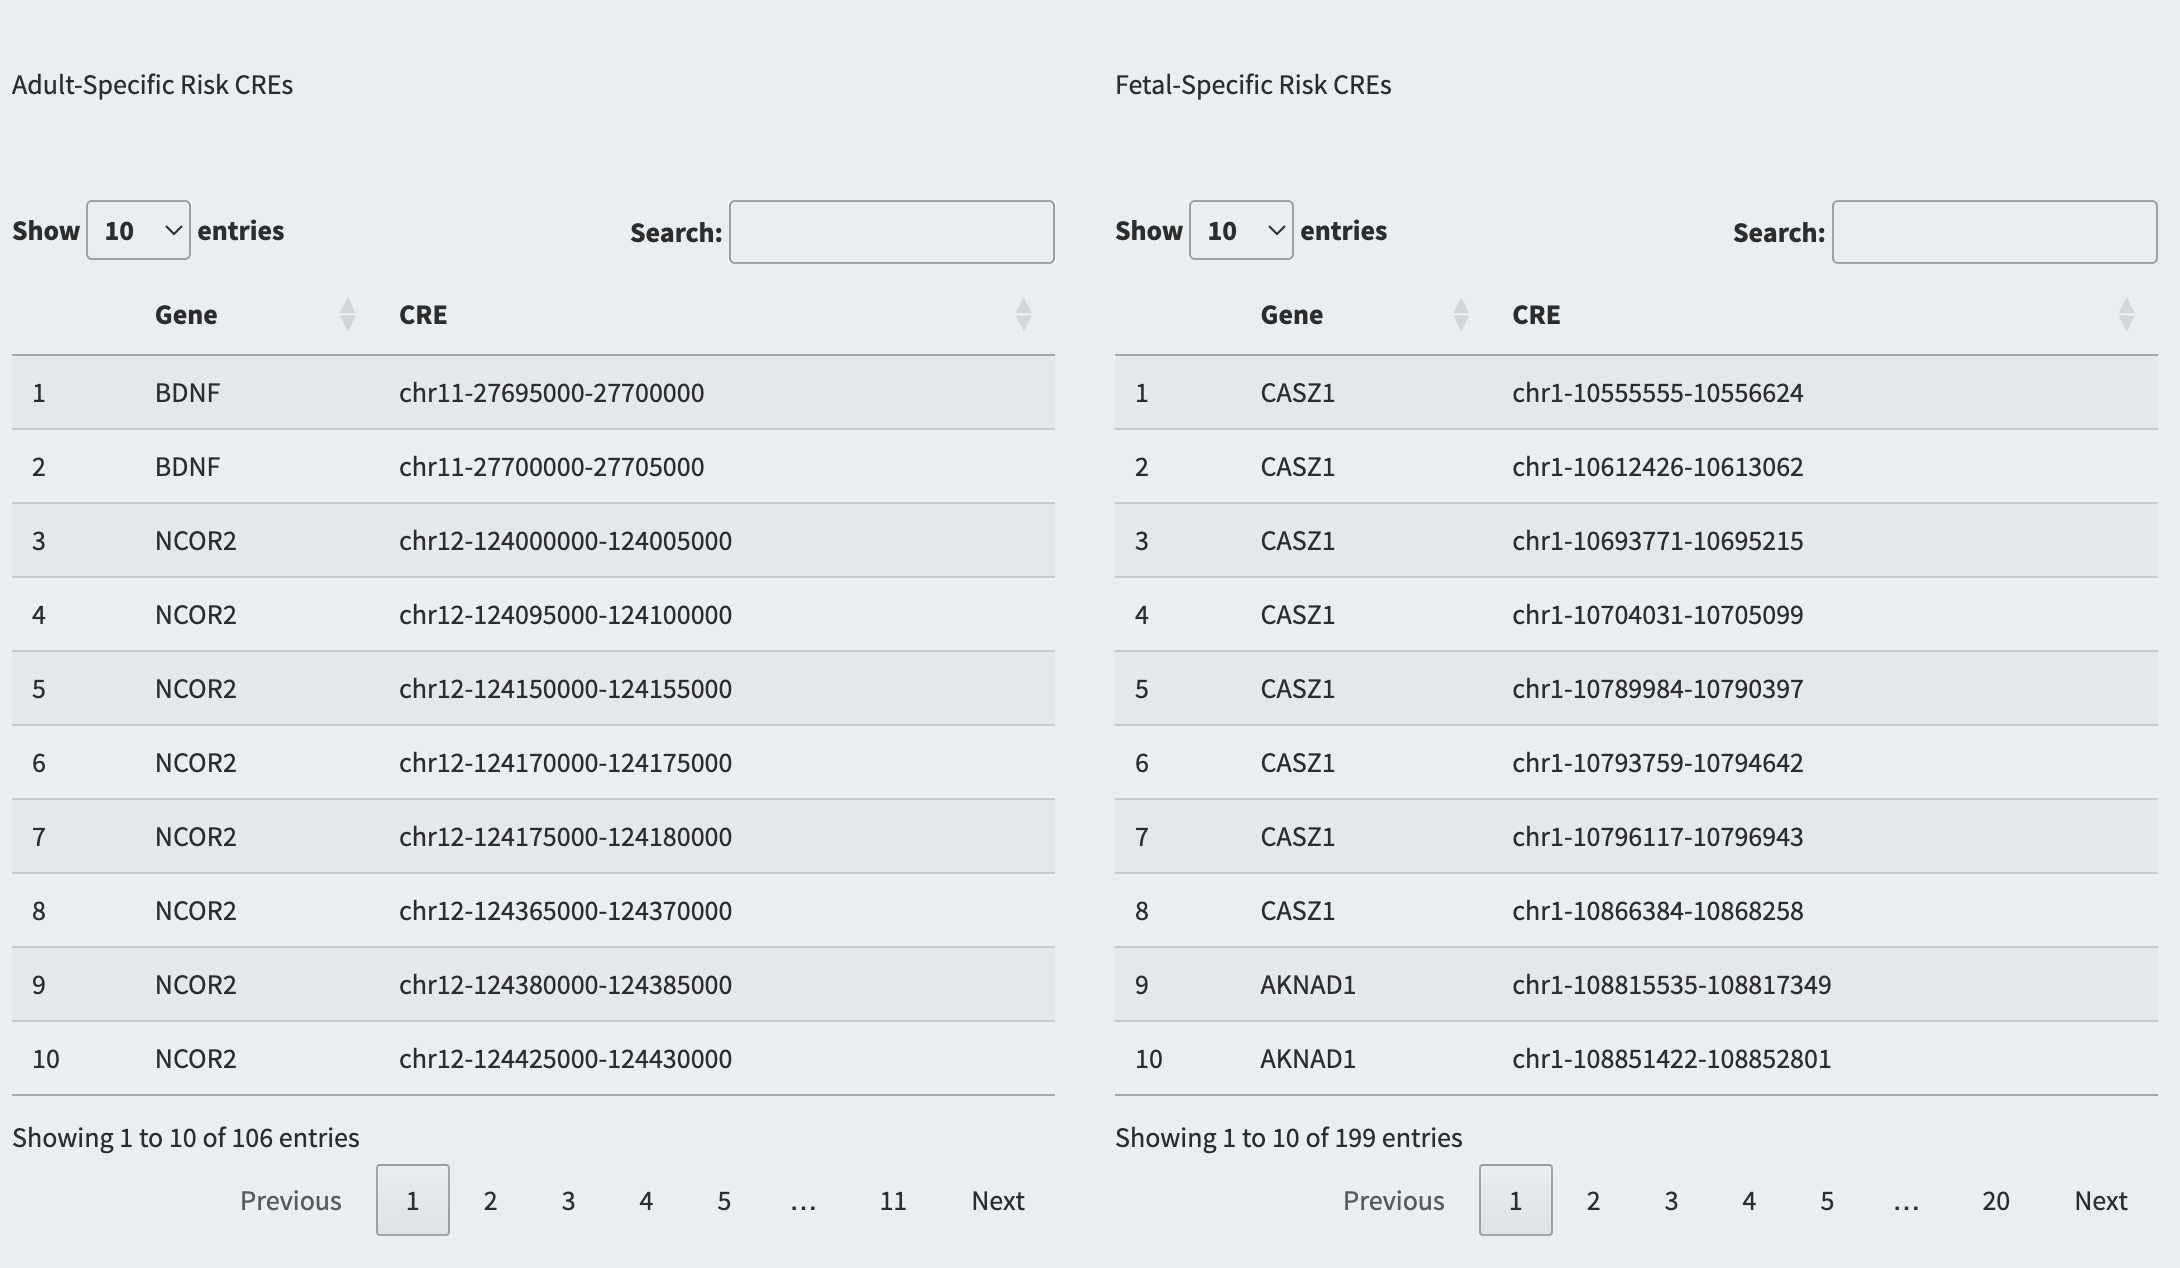 Adult-Specific Risk CREs
Show 10 entries Search:
Gene CRE
1 BDNF chr11-27695000-27700000
2 BDNF chr11-27700000-27705000
3 NCOR2 chr12-124000000-124005000
4 NCOR2 chr12-124095000-124100000
5 NCOR2 chr12-124150000-124155000
6 NCOR2 chr12-124170000-124175000
7 NCOR2 chr12-124175000-124180000
8 NCOR2 chr12-124365000-124370000
9 NCOR2 chr12-124380000-124385000
10 NCOR2 chr12-124425000-124430000
Showing 1 to 10 of 106 entries
Previous 1 2 3 4 5 … 11 Next
Fetal-Specific Risk CREs
Show 10 entries Search:
Gene CRE
1 CASZ1 chr1-10555555-10556624
2 CASZ1 chr1-10612426-10613062
3 CASZ1 chr1-10693771-10695215
4 CASZ1 chr1-10704031-10705099
5 CASZ1 chr1-10789984-10790397
6 CASZ1 chr1-10793759-10794642
7 CASZ1 chr1-10796117-10796943
8 CASZ1 chr1-10866384-10868258
9 AKNAD1 chr1-108815535-108817349
10 AKNAD1 chr1-108851422-108852801
Showing 1 to 10 of 199 entries
Previous 1 2 3 4 5 … 20 Next